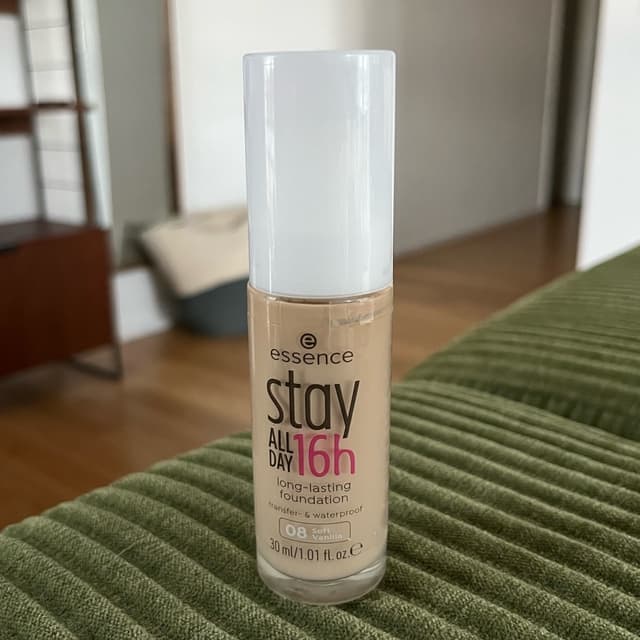 essence
stay
ALL
DAY 16h
long-lasting
foundation
transfer- & waterproof
08 Soft
Vanilla
30 ml/1.01 fl. oz. e